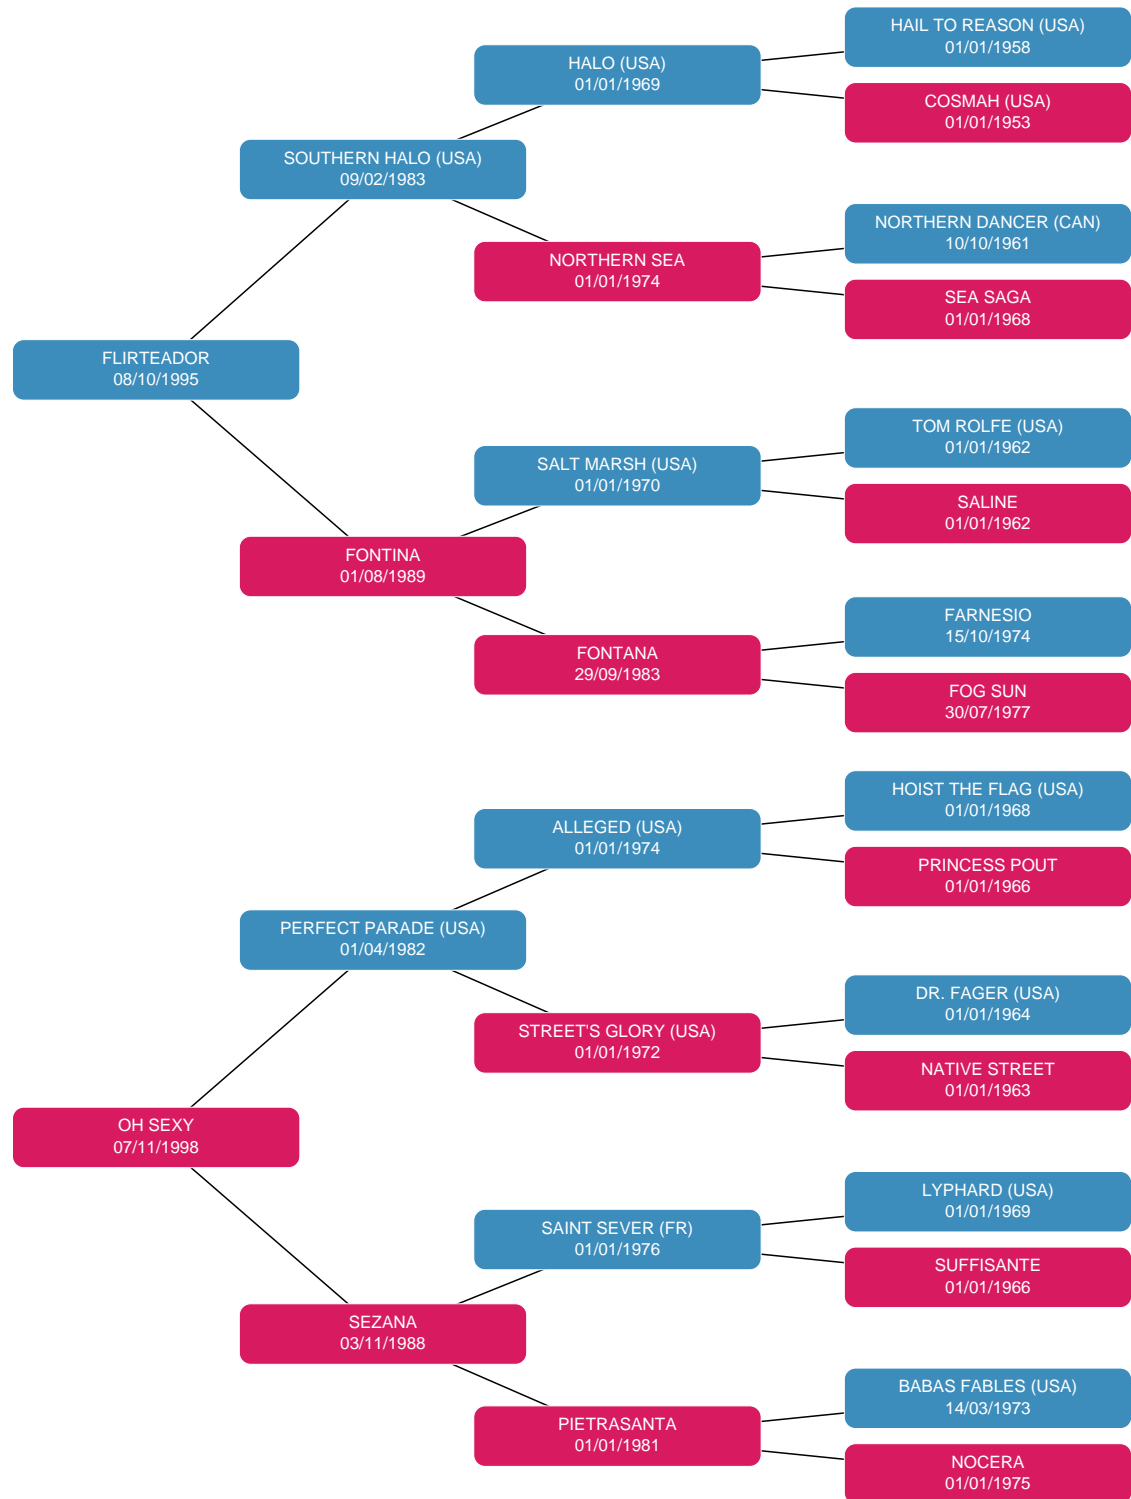 HAIL TO REASON (USA)
01/01/1958
HALO (USA)
01/01/1969
COSMAH (USA)
01/01/1953
SOUTHERN HALO (USA)
09/02/1983
NORTHERN DANCER (CAN)
10/10/1961
NORTHERN SEA
01/01/1974
SEA SAGA
01/01/1968
FLIRTEADOR
08/10/1995
TOM ROLFE (USA)
01/01/1962
SALT MARSH (USA)
01/01/1970
SALINE
01/01/1962
FONTINA
01/08/1989
FARNESIO
15/10/1974
FONTANA
29/09/1983
FOG SUN
30/07/1977
HOIST THE FLAG (USA)
01/01/1968
ALLEGED (USA)
01/01/1974
PRINCESS POUT
01/01/1966
PERFECT PARADE (USA)
01/04/1982
DR. FAGER (USA)
01/01/1964
STREET'S GLORY (USA)
01/01/1972
NATIVE STREET
01/01/1963
OH SEXY
07/11/1998
LYPHARD (USA)
01/01/1969
SAINT SEVER (FR)
01/01/1976
SUFFISANTE
01/01/1966
SEZANA
03/11/1988
BABAS FABLES (USA)
14/03/1973
PIETRASANTA
01/01/1981
NOCERA
01/01/1975